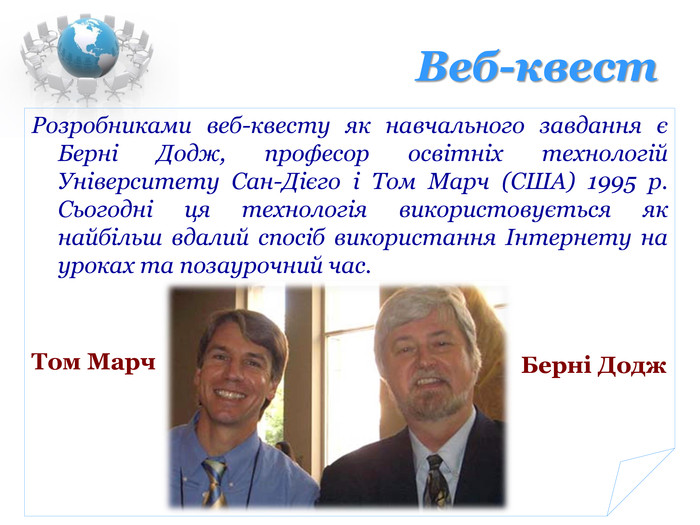 Веб-квест
Розробниками веб-квесту як навчального завдання є
Берні Додж, професор освітніх технологій
Університету Сан-Дієго і Том Марч (США) 1995 р.
Сьогодні ця технологія використовується як
найбільш вдалий спосіб використання Інтернету на
уроках та позаурочний час.
Том Марч
Берні Додж